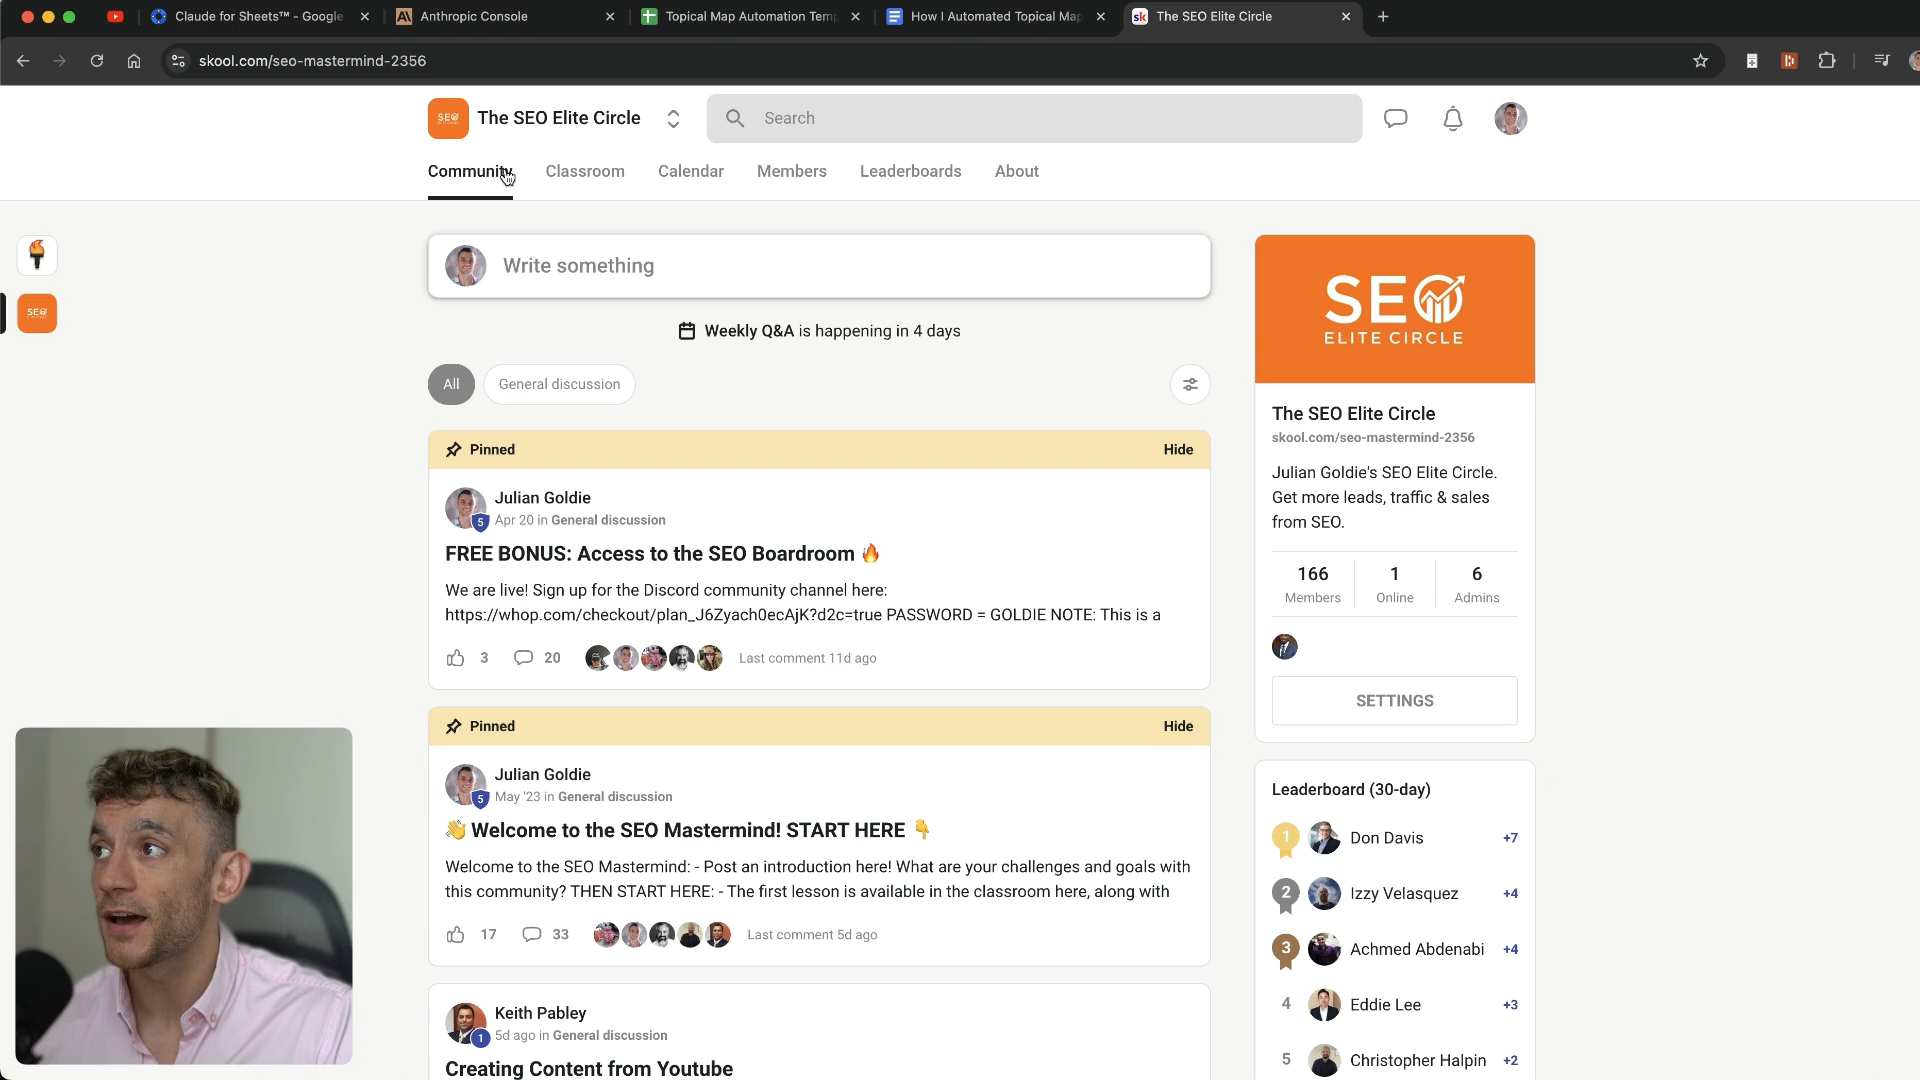 Claude for Sheets™ - Google
Anthropic Console
Topical Map Automation Tem
How I Automated Topical Map
The SEO Elite Circle
skool.com/seo-mastermind-2356
SEO
The SEO Elite Circle
Search
Community
Classroom
Calendar
Members
Leaderboards
About
SEO
Write something
Weekly Q&A is happening in 4 days
All
General discussion
Pinned
Hide
Julian Goldie
5
Apr 20 in General discussion
FREE BONUS: Access to the SEO Boardroom 🔥
We are live! Sign up for the Discord community channel here:
https://whop.com/checkout/plan_J6Zyach0ecAjK?d2c=true PASSWORD = GOLDIE NOTE: This is a
3
20
Last comment 11d ago
Pinned
Hide
Julian Goldie
5
May '23 in General discussion
👋 Welcome to the SEO Mastermind! START HERE 👇
Welcome to the SEO Mastermind: - Post an introduction here! What are your challenges and goals with
this community? THEN START HERE: - The first lesson is available in the classroom here, along with
17
33
Last comment 5d ago
Keith Pabley
1
5d ago in General discussion
Creating Content from Youtube
SEO
ELITE CIRCLE
The SEO Elite Circle
skool.com/seo-mastermind-2356
Julian Goldie's SEO Elite Circle.
Get more leads, traffic & sales
from SEO.
166
Members
1
Online
6
Admins
SETTINGS
Leaderboard (30-day)
1
Don Davis
+7
2
Izzy Velasquez
+4
3
Achmed Abdenabi
+4
4
Eddie Lee
+3
5
Christopher Halpin
+2